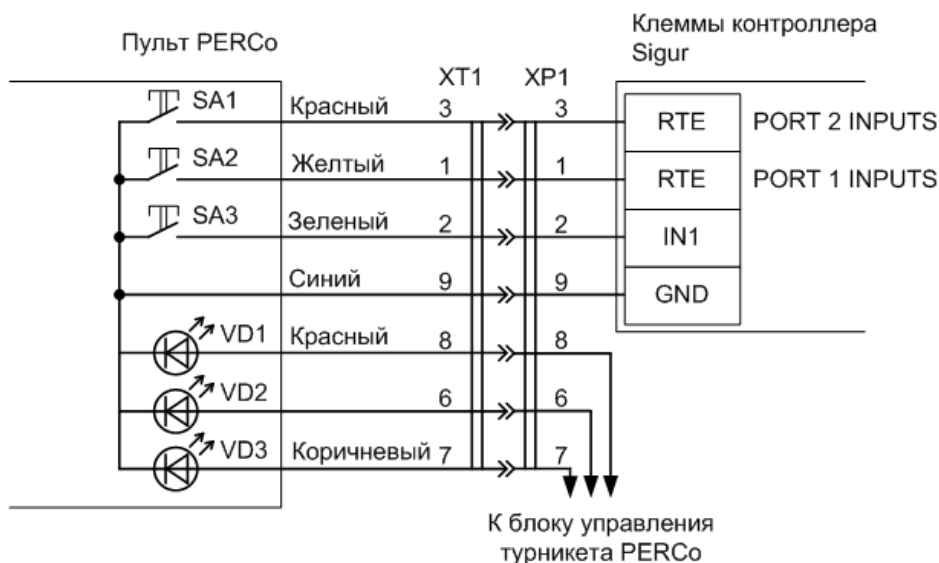 Пульт PERCo
Клеммы контроллера
Sigur
XT1 XP1
SA1 Красный 3 3 RTE PORT 2 INPUTS
SA2 Желтый 1 1 RTE PORT 1 INPUTS
SA3 Зеленый 2 2 IN1
Синий 9 9 GND
VD1 Красный 8 8
VD2 6 6
VD3 Коричневый 7 7
К блоку управления
турникета PERCo